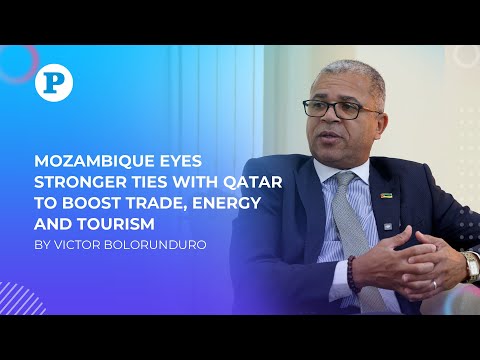 P
MOZAMBIQUE EYES
STRONGER TIES WITH QATAR
TO BOOST TRADE, ENERGY
AND TOURISM
BY VICTOR BOLORUNDURO